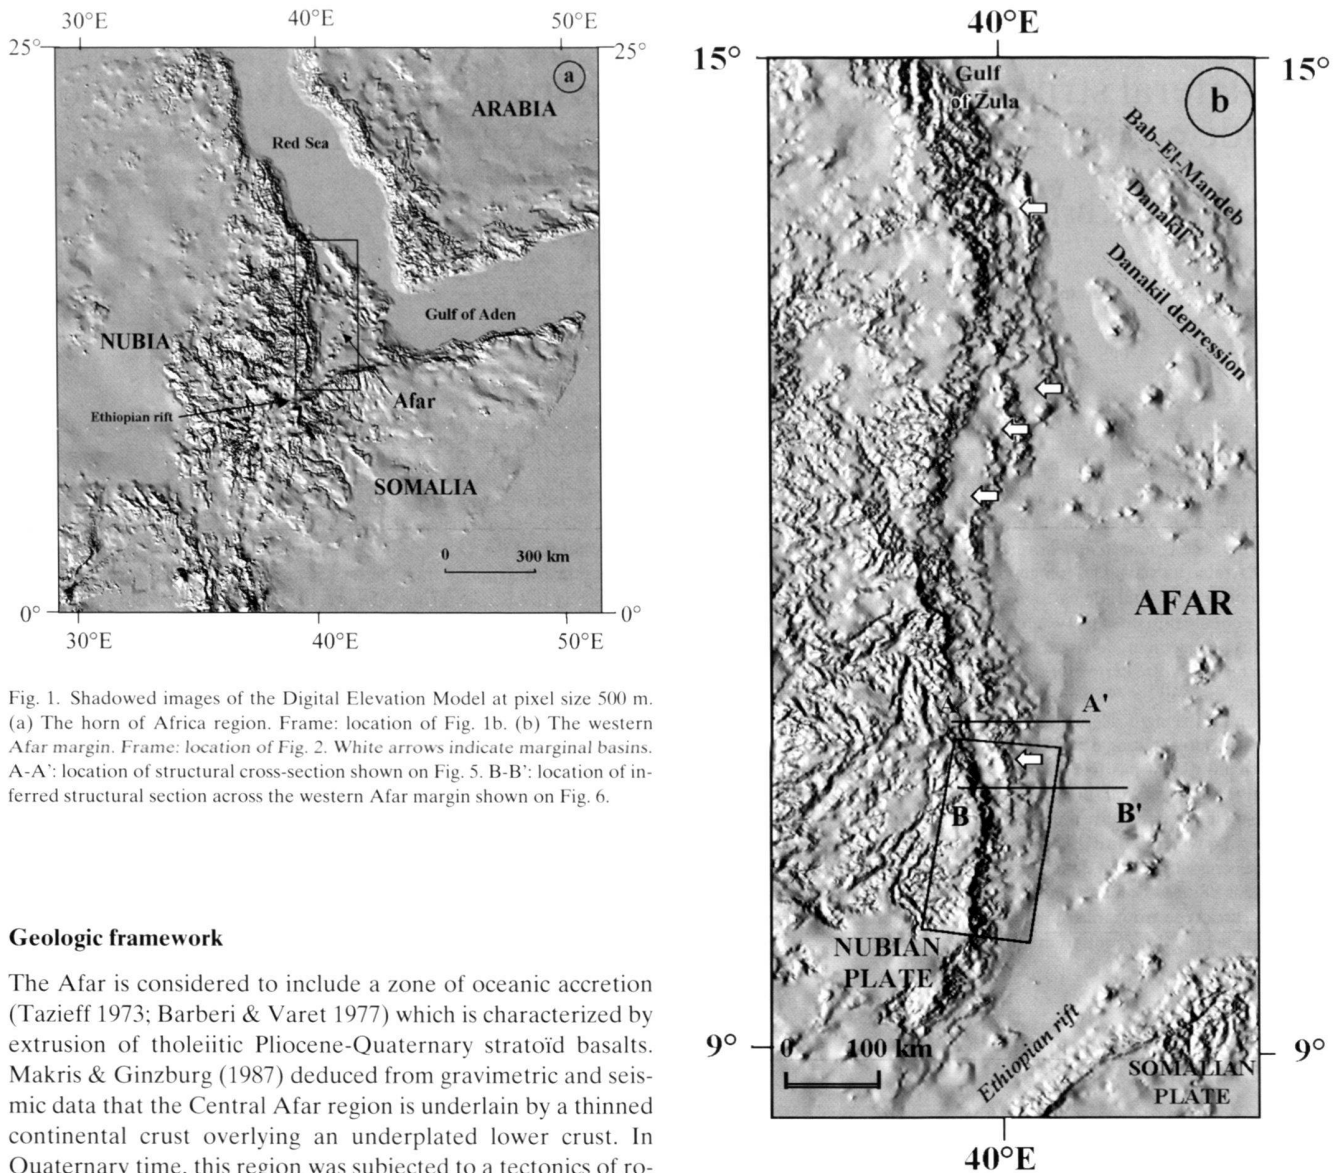 30°E 40°E 50°E
25° 25°
a
ARABIA
Red Sea
NUBIA
Gulf of Aden
Ethiopian rift
Afar
SOMALIA
0 300 km
0° 0°
30°E 40°E 50°E
Fig. 1. Shadowed images of the Digital Elevation Model at pixel size 500 m.
(a) The horn of Africa region. Frame: location of Fig. 1b. (b) The western
Afar margin. Frame: location of Fig. 2. White arrows indicate marginal basins.
A-A': location of structural cross-section shown on Fig. 5. B-B': location of in-
ferred structural section across the western Afar margin shown on Fig. 6.
Geologic framework
The Afar is considered to include a zone of oceanic accretion
(Tazieff 1973; Barberi & Varet 1977) which is characterized by
extrusion of tholeiitic Pliocene-Quaternary stratoïd basalts.
Makris & Ginzburg (1987) deduced from gravimetric and seis-
mic data that the Central Afar region is underlain by a thinned
continental crust overlying an underplated lower crust. In
Quaternary time, this region was subjected to a tectonics of ro-
40°E
15° 15°
Gulf
of Zula
b
Bab-El-Mandeb
Danakil
Danakil depression
AFAR
A A'
B B'
NUBIAN
PLATE
9° 9°
0 100 km
Ethiopian rift
SOMALIAN
PLATE
40°E